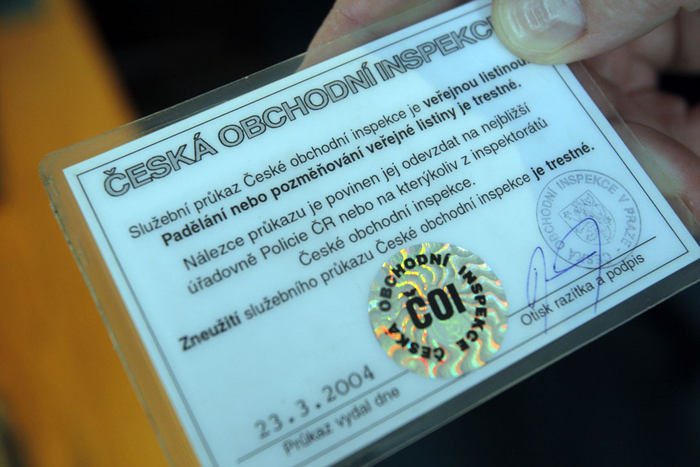 ČESKÁ OBCHODNÍ INSPEKC
Služební průkaz České obchodní inspekce je veřejnou listinou.
Padělání nebo pozměňování veřejné listiny je trestné.
Nálezce průkazu je povinen jej odevzdat na nejbližší
úřadovně Policie ČR nebo na kterýkoliv z inspektorátů
České obchodní inspekce.
Zneužití služebního průkazu České obchodní inspekce je trestné.
ČESKÁ OBCHODNÍ INSPEKCE V PRAZE
Otisk razítka a podpis
ČESKÁ OBCHODNÍ INSPEKCE
ČOI
23.3.2004
Průkaz vydal dne